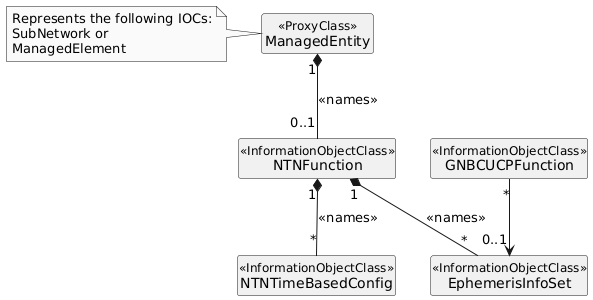 Represents the following IOCs:
SubNetwork or
ManagedElement
«ProxyClass»
ManagedEntity
1
«names»
0..1
«InformationObjectClass»
NTNFunction
«InformationObjectClass»
GNBCUCPFunction
1
1
*
«names»
«names»
*
*
0..1
«InformationObjectClass»
NTNTimeBasedConfig
«InformationObjectClass»
EphemerisInfoSet